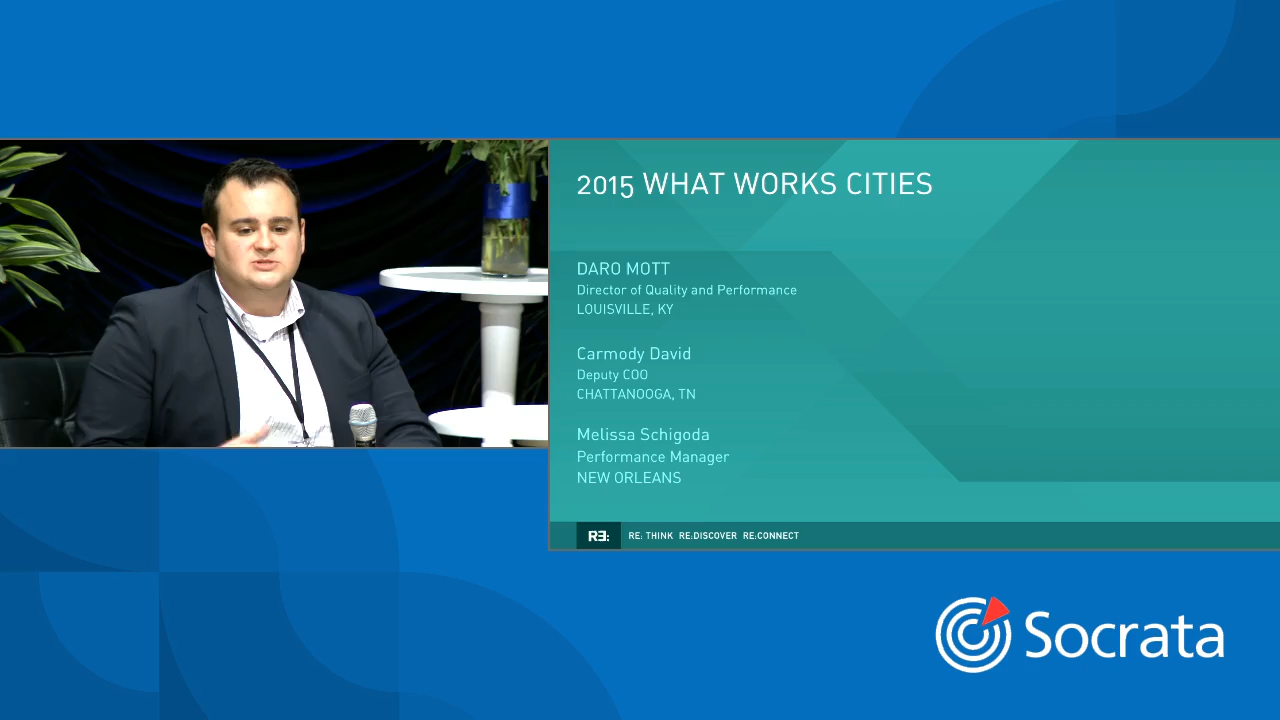 2015 WHAT WORKS CITIES
DARO MOTT
Director of Quality and Performance
LOUISVILLE, KY
Carmody David
Deputy COO
CHATTANOOGA, TN
Melissa Schigoda
Performance Manager
NEW ORLEANS
RE: RE: THINK RE:DISCOVER RE:CONNECT
Socrata